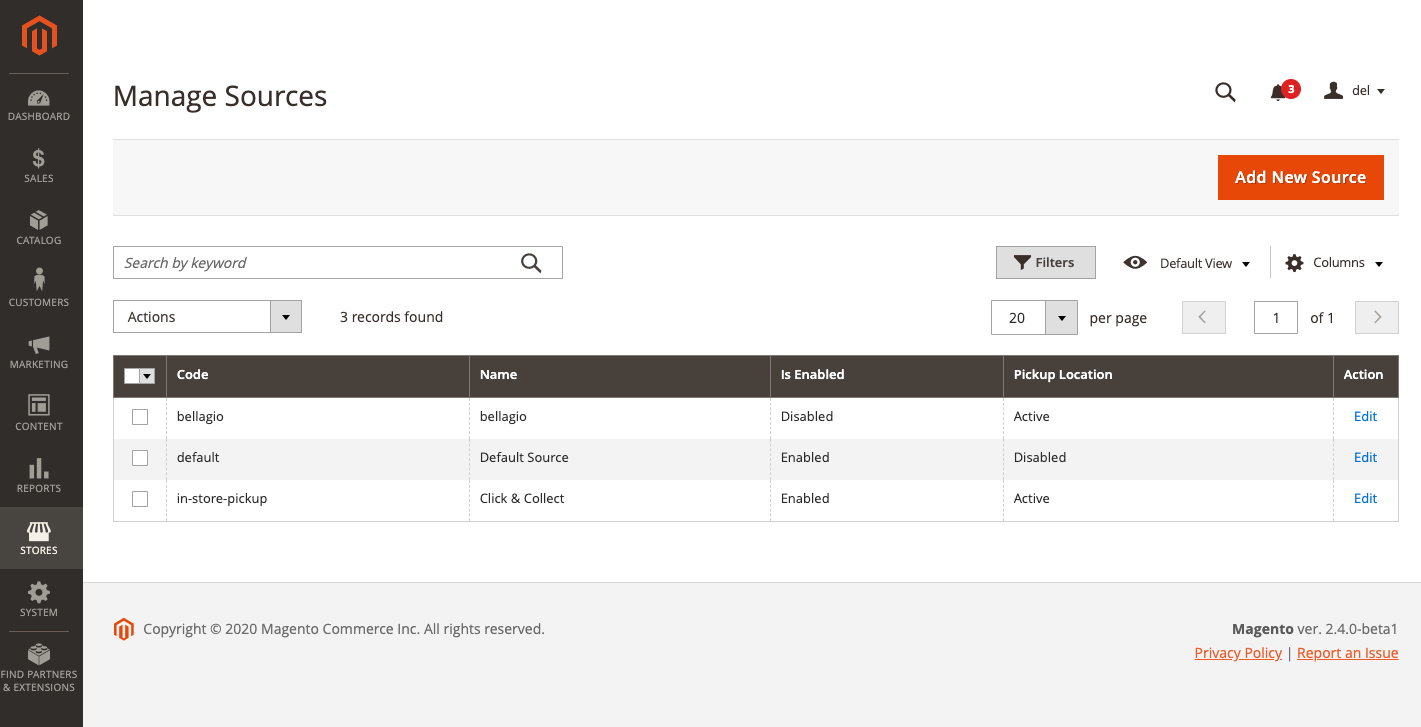 DASHBOARD
SALES
CATALOG
CUSTOMERS
MARKETING
CONTENT
REPORTS
STORES
SYSTEM
FIND PARTNERS
& EXTENSIONS
Manage Sources
3
del
Add New Source
Search by keyword
Filters
Default View
Columns
Actions
3 records found
20
per page
1
of 1
Code Name Is Enabled Pickup Location Action
bellagio bellagio Disabled Active Edit
default Default Source Enabled Disabled Edit
in-store-pickup Click & Collect Enabled Active Edit
Copyright © 2020 Magento Commerce Inc. All rights reserved.
Magento ver. 2.4.0-beta1
Privacy Policy | Report an Issue